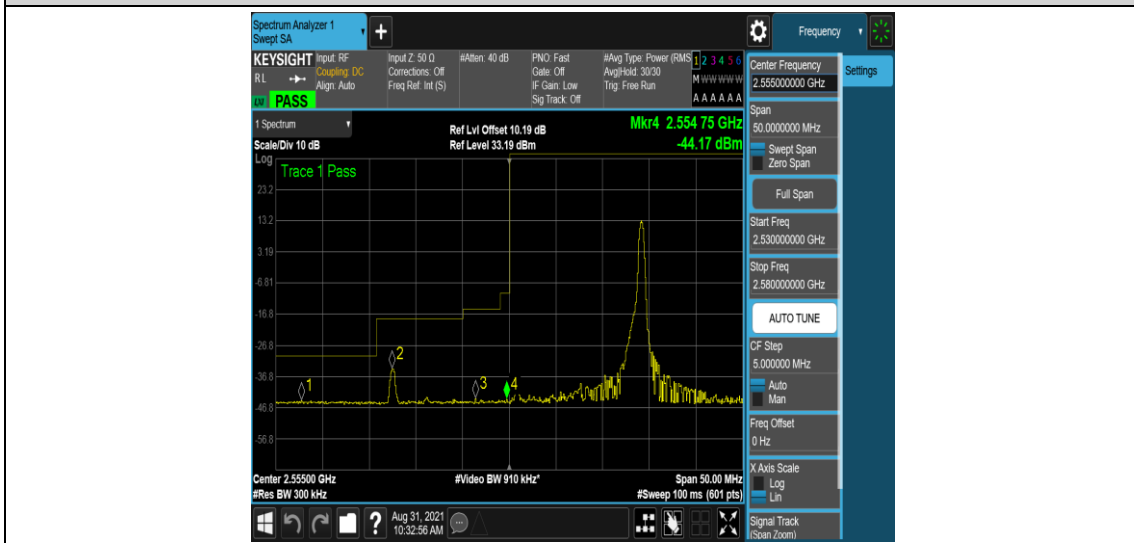 Spectrum Analyzer 1
Swept SA
+
Frequency
KEYSIGHT
RL
PASS
Input: RF
Coupling: DC
Align: Auto
Input Z: 50 Ω
Corrections: Off
Freq Ref: Int (S)
#Atten: 40 dB
PNO: Fast
Gate: Off
IF Gain: Low
Sig Track: Off
#Avg Type: Power (RMS
Avg|Hold: 30/30
Trig: Free Run
1 2 3 4 5 6
M W W W W W
A A A A A A
1 Spectrum
Scale/Div 10 dB
Ref Lvl Offset 10.19 dB
Ref Level 33.19 dBm
Mkr4 2.554 75 GHz
-44.17 dBm
Log
Trace 1 Pass
23.2
13.2
3.19
-6.81
-16.8
-26.8
-36.8
-46.8
-56.8
1
2
3
4
Center 2.55500 GHz
#Res BW 300 kHz
#Video BW 910 kHz*
Span 50.00 MHz
#Sweep 100 ms (601 pts)
Center Frequency
2.555000000 GHz
Settings
Span
50.0000000 MHz
Swept Span
Zero Span
Full Span
Start Freq
2.530000000 GHz
Stop Freq
2.580000000 GHz
AUTO TUNE
CF Step
5.000000 MHz
Auto
Man
Freq Offset
0 Hz
X Axis Scale
Log
Lin
Signal Track
(Span Zoom)
?
Aug 31, 2021
10:32:56 AM